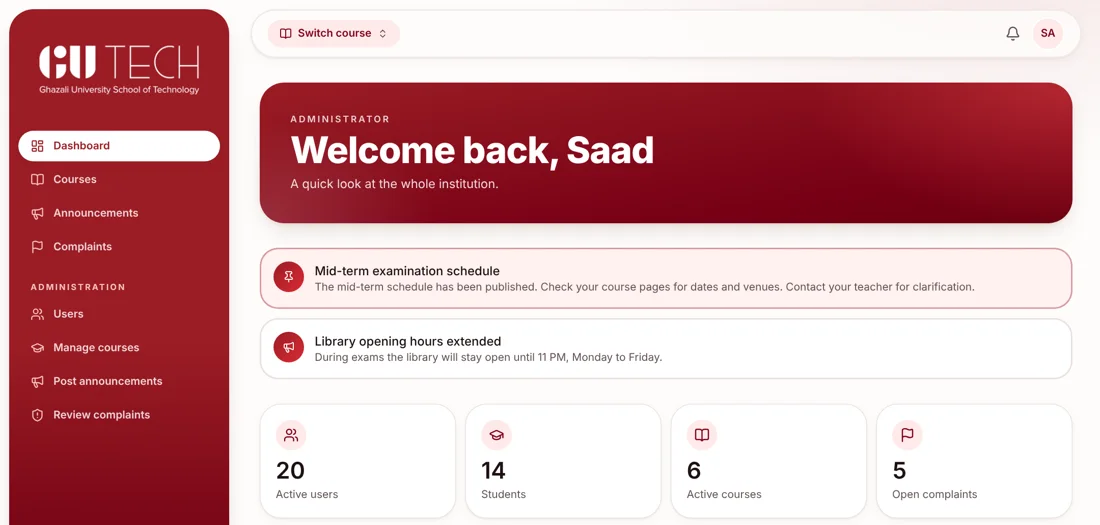 GU TECH
Ghazali University School of Technology
Dashboard
Courses
Announcements
Complaints
ADMINISTRATION
Users
Manage courses
Post announcements
Review complaints
Switch course
SA
ADMINISTRATOR
Welcome back, Saad
A quick look at the whole institution.
Mid-term examination schedule
The mid-term schedule has been published. Check your course pages for dates and venues. Contact your teacher for clarification.
Library opening hours extended
During exams the library will stay open until 11 PM, Monday to Friday.
20
Active users
14
Students
6
Active courses
5
Open complaints